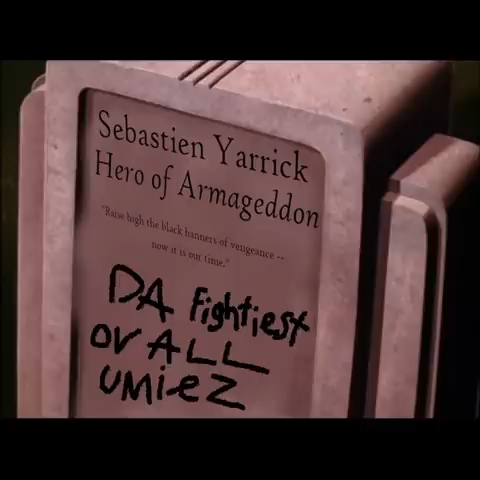 Sebastien Yarrick
Hero of Armageddon
"Raise high the black banners of vengeance --
now it is our time."
DA fightiest
OV ALL
UMiEZ